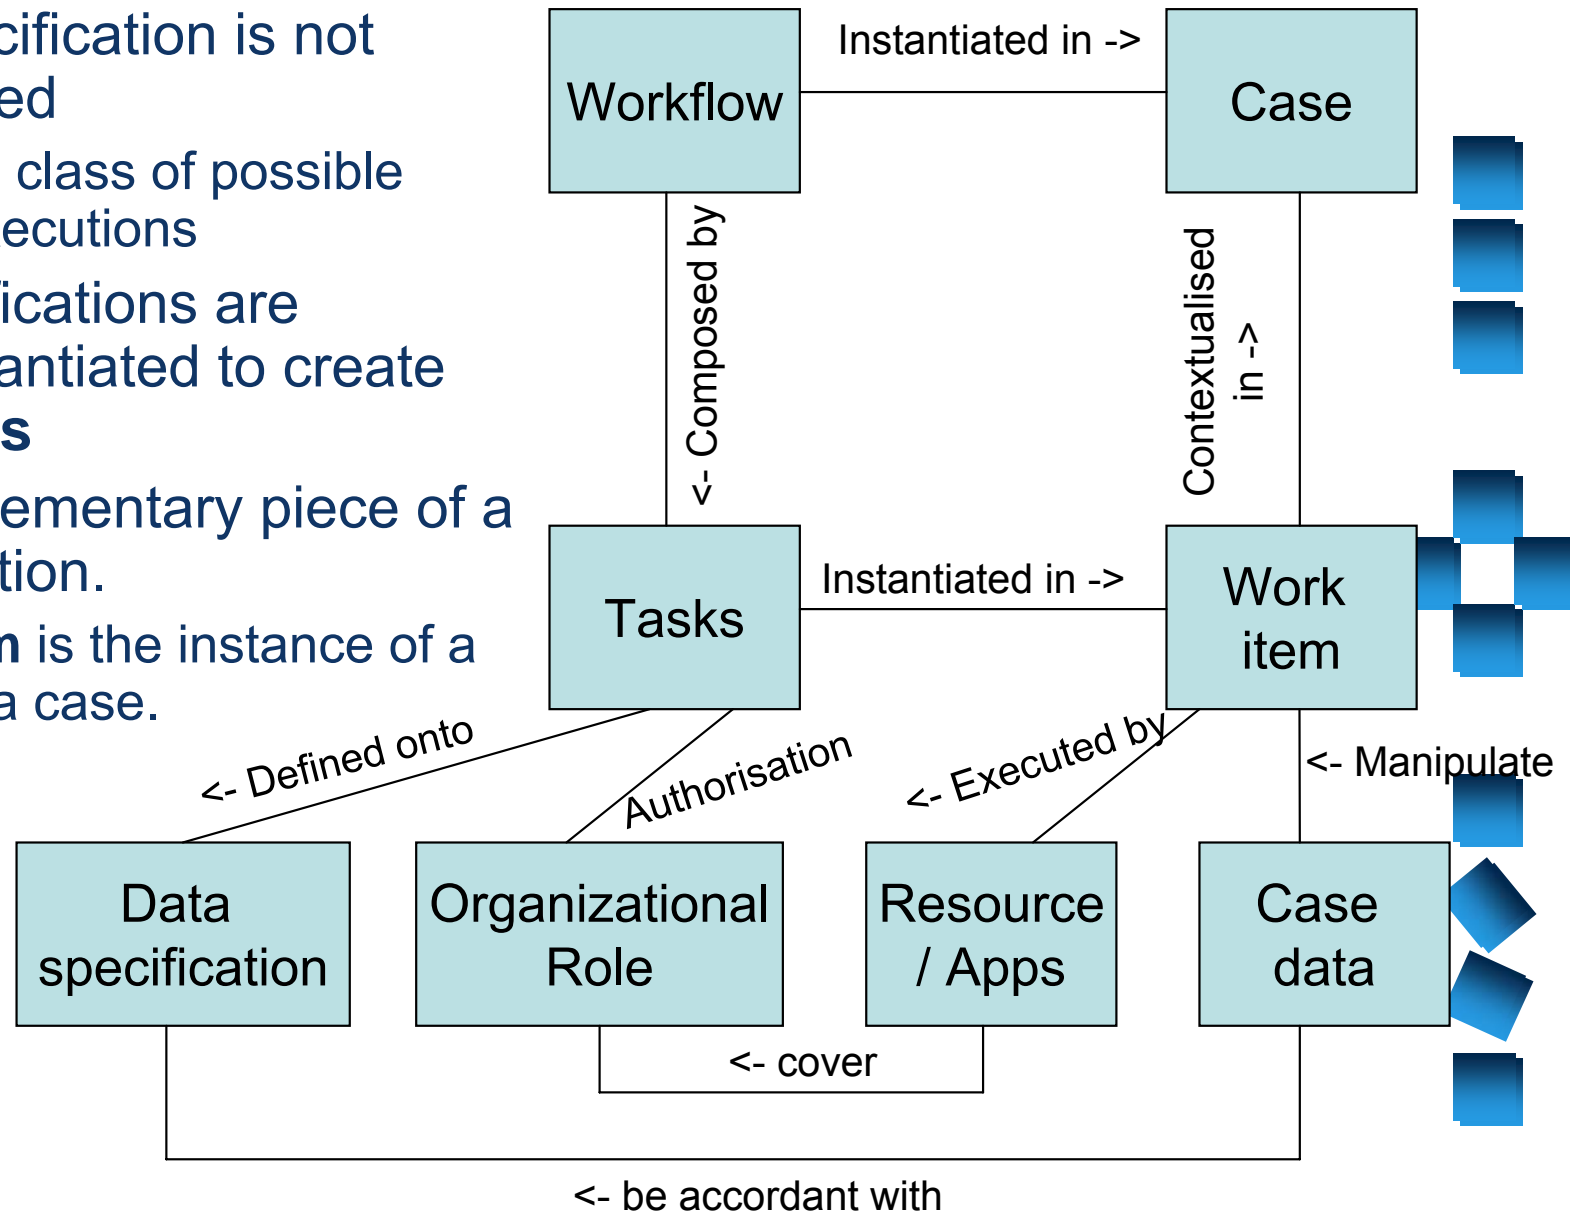 cification is not
ed
class of possible
ecutions
fications are
antiated to create
s
ementary piece of a
tion.
m is the instance of a
a case.
Workflow
Instantiated in ->
Case
<- Composed by
Contextualised
in ->
Tasks
Instantiated in ->
Work
item
<- Defined onto
Authorisation
<- Executed by
<- Manipulate
Data
specification
Organizational
Role
Resource
/ Apps
Case
data
<- cover
<- be accordant with